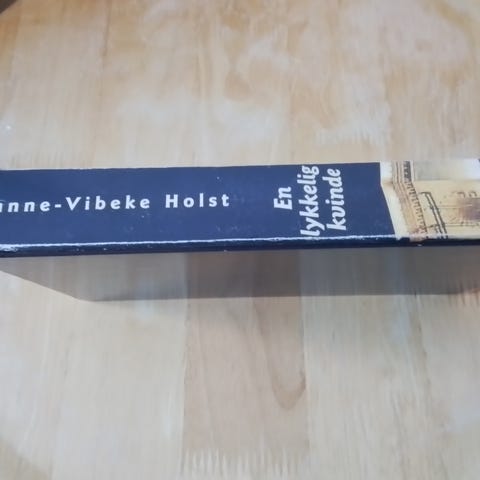 anne-Vibeke Holst
En
lykkelig
kvinde